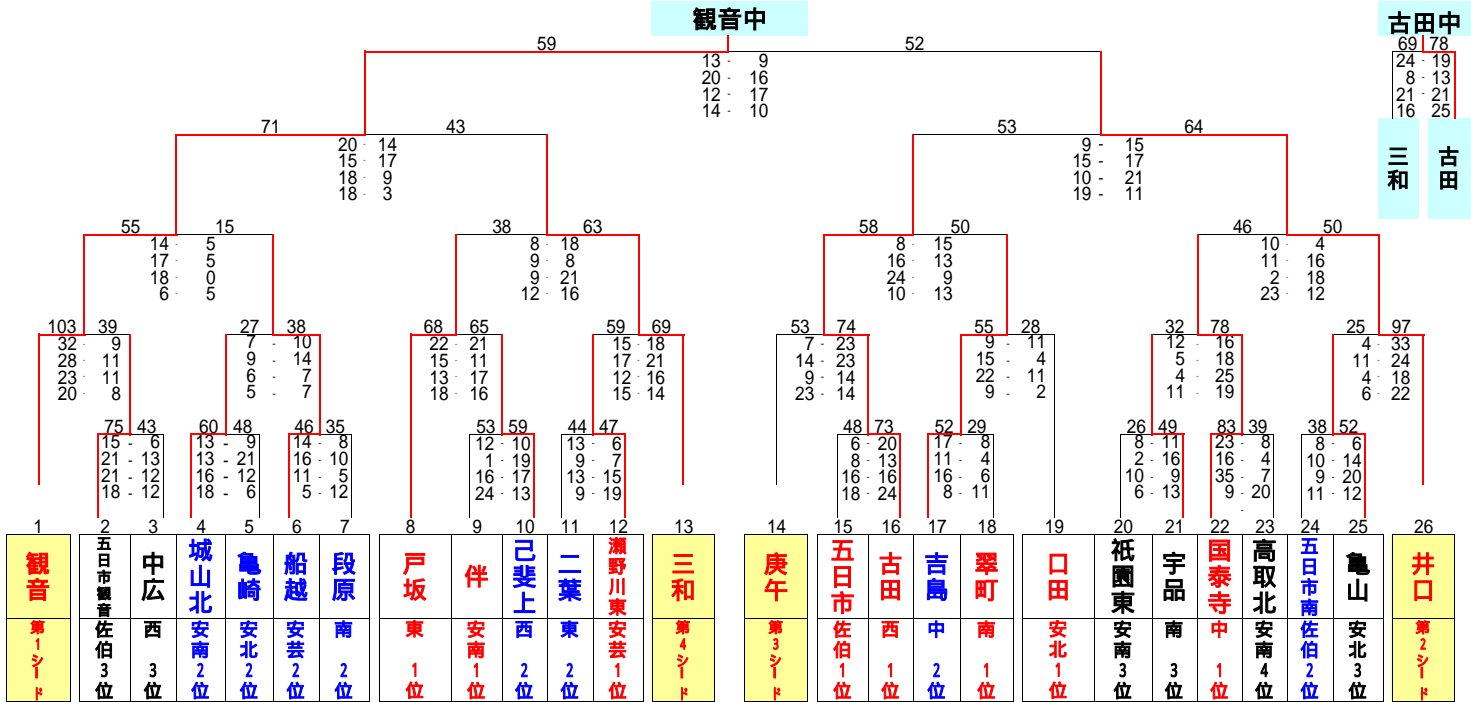 観音中
古田中
59 52
13 - 9
20 - 16
12 - 17
14 - 10
69 78
24 - 19
8 - 13
21 - 21
16 25
三和
古田
71 43
20 - 14
15 - 17
18 - 9
18 - 3
53 64
9 - 15
15 - 17
10 - 21
19 - 11
55 15
14 - 5
17 - 5
18 - 0
6 - 5
38 63
8 - 18
9 - 8
9 - 21
12 - 16
58 50
8 - 15
16 - 13
24 - 9
10 - 13
46 50
10 - 4
11 - 16
2 - 18
23 - 12
103 39
32 - 9
28 - 11
23 - 11
20 - 8
27 38
7 - 10
9 - 14
6 - 7
5 - 7
68 65
22 - 21
15 - 11
13 - 17
18 - 16
59 69
15 - 18
17 - 21
12 - 16
15 - 14
53 74
7 - 23
14 - 23
9 - 14
23 - 14
55 28
9 - 11
15 - 4
22 - 11
9 - 2
32 78
12 - 16
5 - 18
4 - 25
11 - 19
25 97
4 - 33
11 - 24
4 - 18
6 - 22
75 43
15 - 6
21 - 13
21 - 12
18 - 12
60 48
13 - 9
13 - 21
16 - 12
18 - 6
46 35
14 - 8
16 - 10
11 - 5
5 - 12
53 59
12 - 10
1 - 19
16 - 17
24 - 13
44 47
13 - 6
9 - 7
13 - 15
9 - 19
48 73
6 - 20
8 - 13
16 - 16
18 - 24
52 29
17 - 8
11 - 4
16 - 6
8 - 11
26 49
8 - 11
2 - 16
10 - 9
6 - 13
83 39
23 - 8
16 - 4
35 - 7
9 - 20
-
38 52
8 - 6
10 - 14
9 - 20
11 - 12
1 2 3 4 5 6 7 8 9 10 11 12 13 14 15 16 17 18 19 20 21 22 23 24 25 26
観音 五日市観音 中広 城山北 亀崎 船越 段原 戸坂 伴 己斐上 二葉 瀬野川東 三和 庚午 五日市 古田 吉島 翠町 口田 祇園東 宇品 国泰寺 高取北 五日市南 亀山 井口
第1シード 佐伯3位 西3位 安南2位 安北2位 安芸2位 南2位 東1位 安南1位 西2位 東2位 安芸1位 第4シード 第3シード 佐伯1位 西1位 中2位 南1位 安北1位 安南3位 南3位 中1位 安南4位 佐伯2位 安北3位 第2シード